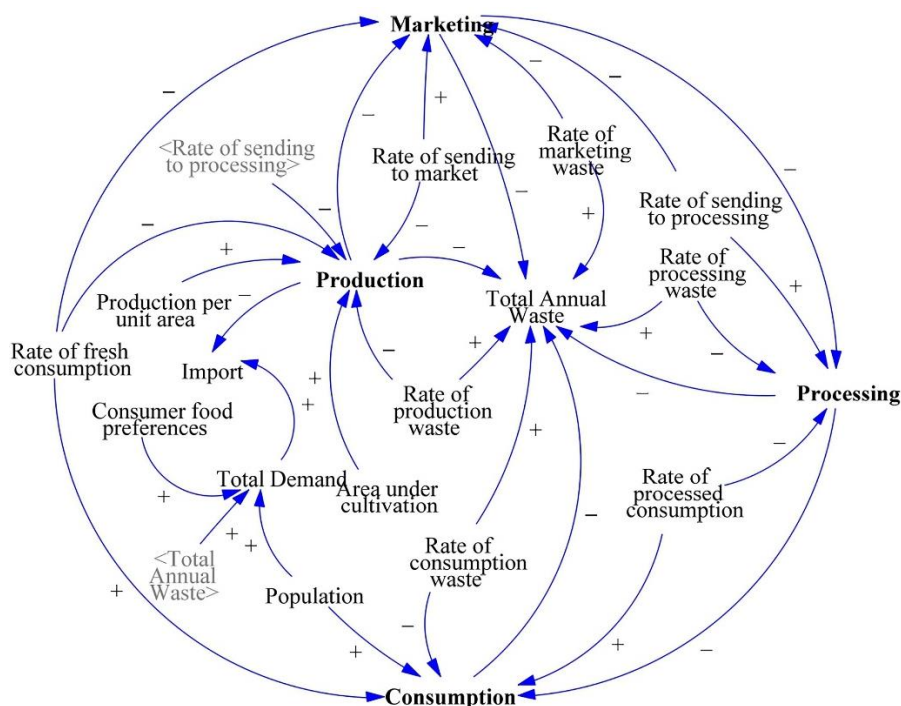 Marketing
−
−
−
−
+
−
<Rate of sending
to processing>
Rate of sending
to market
Rate of
marketing
waste
−
−
−
−
+
Rate of sending
to processing
+
−
−
Production
Rate of
processing
waste
+
Production per
unit area
−
Total Annual
Waste
Rate of fresh
consumption
Import
+
−
+
+
−
Processing
Consumer food
preferences
+
Rate of
production
waste
−
+
−
Total Demand
Area under
cultivation
Rate of
processed
consumption
+
+
+
−
<Total
Annual
Waste>
Rate of
consumption
waste
+
Population
−
+
+
−
Consumption